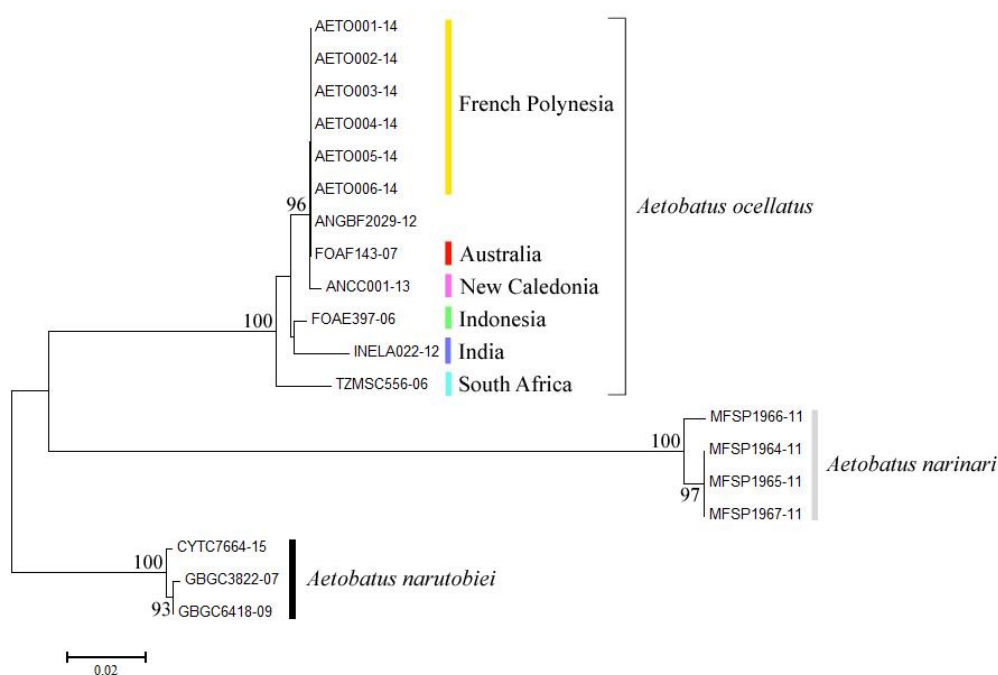 AETO001-14
AETO002-14
AETO003-14
French Polynesia
AETO004-14
AETO005-14
AETO006-14
96
Aetobatus ocellatus
ANGBF2029-12
FOAF143-07 Australia
ANCC001-13 New Caledonia
100
FOAE397-06 Indonesia
INELA022-12 India
TZMSC556-06 South Africa
MFSP1966-11
100
MFSP1964-11
Aetobatus narinari
MFSP1965-11
97
MFSP1967-11
CYTC7664-15
100
GBGC3822-07
Aetobatus narutobiei
93
GBGC6418-09
0.02